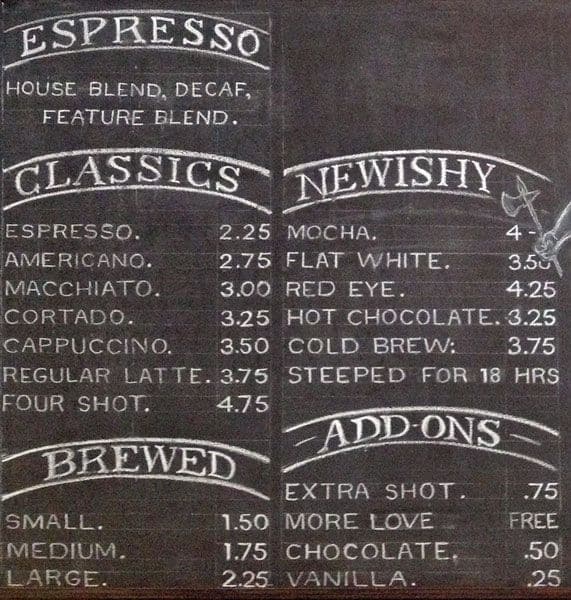 ESPRESSO
HOUSE BLEND, DECAF,
FEATURE BLEND.
CLASSICS
ESPRESSO. 2.25
AMERICANO. 2.75
MACCHIATO. 3.00
CORTADO. 3.25
CAPPUCCINO. 3.50
REGULAR LATTE. 3.75
FOUR SHOT. 4.75
BREWED
SMALL. 1.50
MEDIUM. 1.75
LARGE. 2.25
NEWISHY
MOCHA. 4-
FLAT WHITE. 3.50
RED EYE. 4.25
HOT CHOCOLATE. 3.25
COLD BREW: 3.75
STEEPED FOR 18 HRS
ADD-ONS
EXTRA SHOT. .75
MORE LOVE FREE
CHOCOLATE. .50
VANILLA. .25